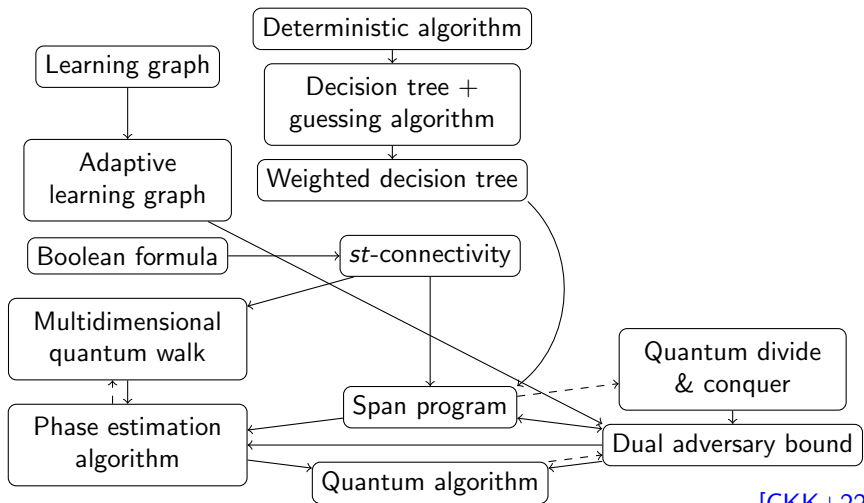 Deterministic algorithm
Learning graph
Decision tree +
guessing algorithm
Adaptive
learning graph
Weighted decision tree
Boolean formula
st-connectivity
Multidimensional
quantum walk
Quantum divide
& conquer
Span program
Phase estimation
algorithm
Dual adversary bound
Quantum algorithm